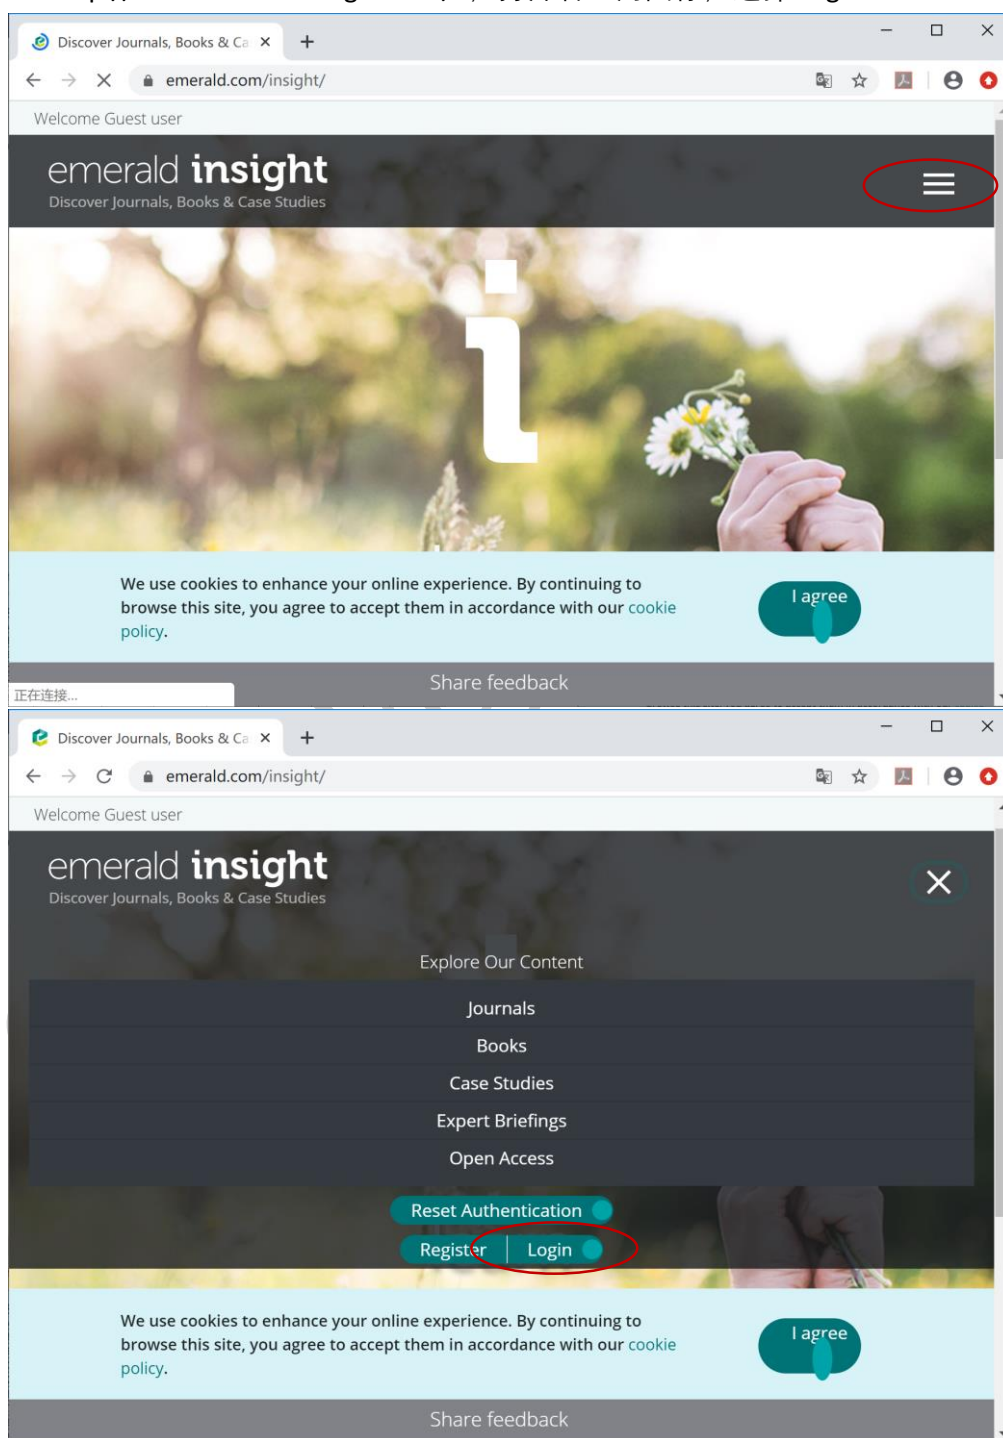 Discover Journals, Books & Ca
emerald.com/insight/
Welcome Guest user
emerald insight
Discover Journals, Books & Case Studies
i
We use cookies to enhance your online experience. By continuing to
browse this site, you agree to accept them in accordance with our cookie
policy.
I agree
Share feedback
正在连接...
Discover Journals, Books & Ca
emerald.com/insight/
Welcome Guest user
emerald insight
Discover Journals, Books & Case Studies
Explore Our Content
Journals
Books
Case Studies
Expert Briefings
Open Access
Reset Authentication
Register | Login
We use cookies to enhance your online experience. By continuing to
browse this site, you agree to accept them in accordance with our cookie
policy.
I agree
Share feedback